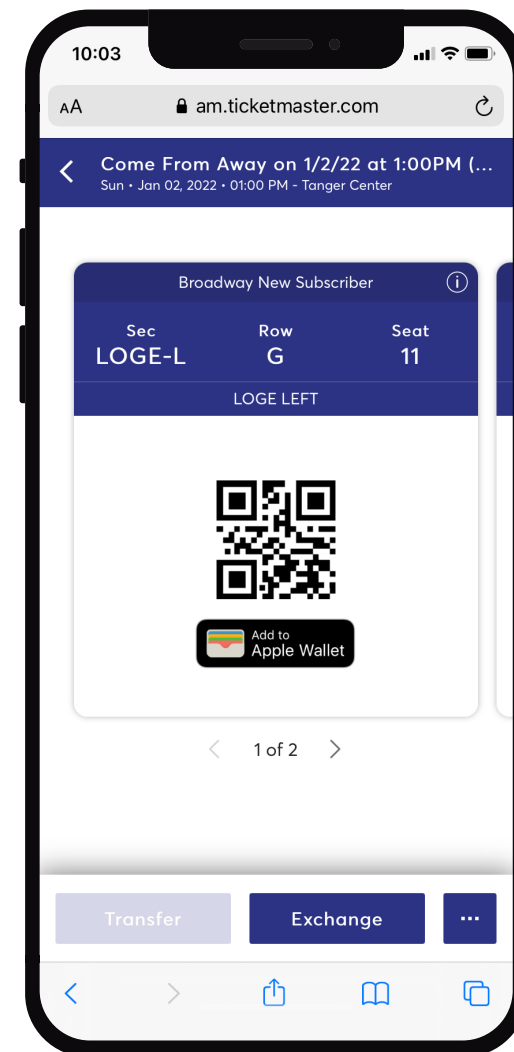 10:03
AA am.ticketmaster.com
Come From Away on 1/2/22 at 1:00PM (...
Sun • Jan 02, 2022 • 01:00 PM - Tanger Center
Broadway New Subscriber
Sec Row Seat
LOGE-L G 11
LOGE LEFT
Add to
Apple Wallet
1 of 2
Transfer Exchange ...